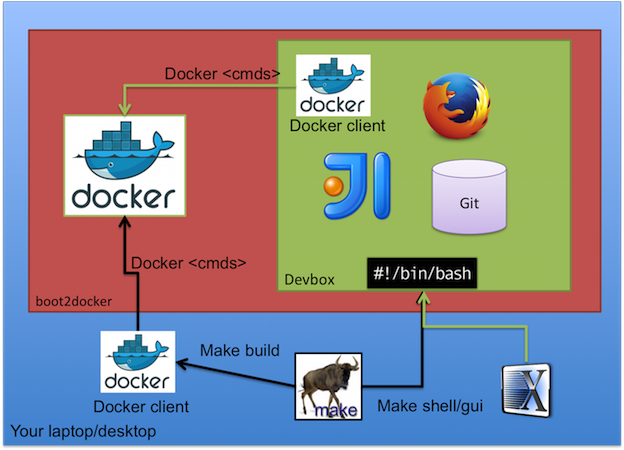 Docker <cmds>
docker
Docker client
docker
JI
Git
#!/bin/bash
Devbox
Docker <cmds>
boot2docker
docker
Docker client
Make build
make
Make shell/gui
X
Your laptop/desktop